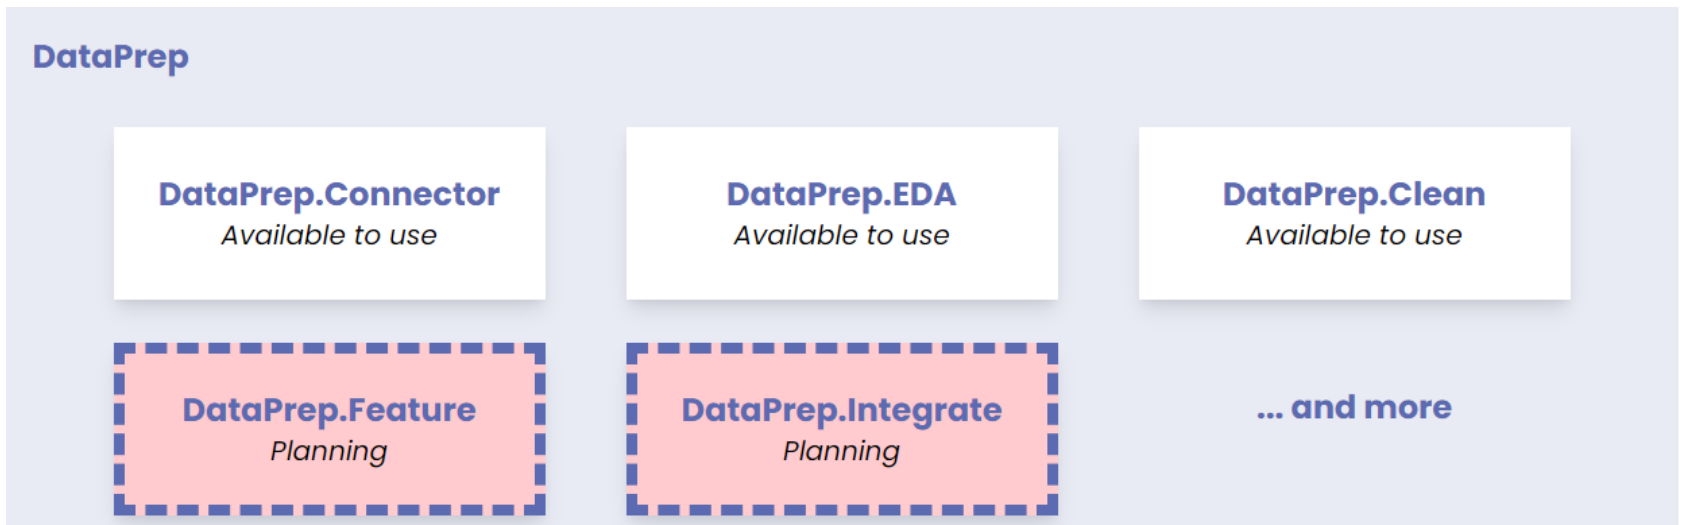 DataPrep
DataPrep.Connector
Available to use
DataPrep.EDA
Available to use
DataPrep.Clean
Available to use
DataPrep.Feature
Planning
DataPrep.Integrate
Planning
... and more